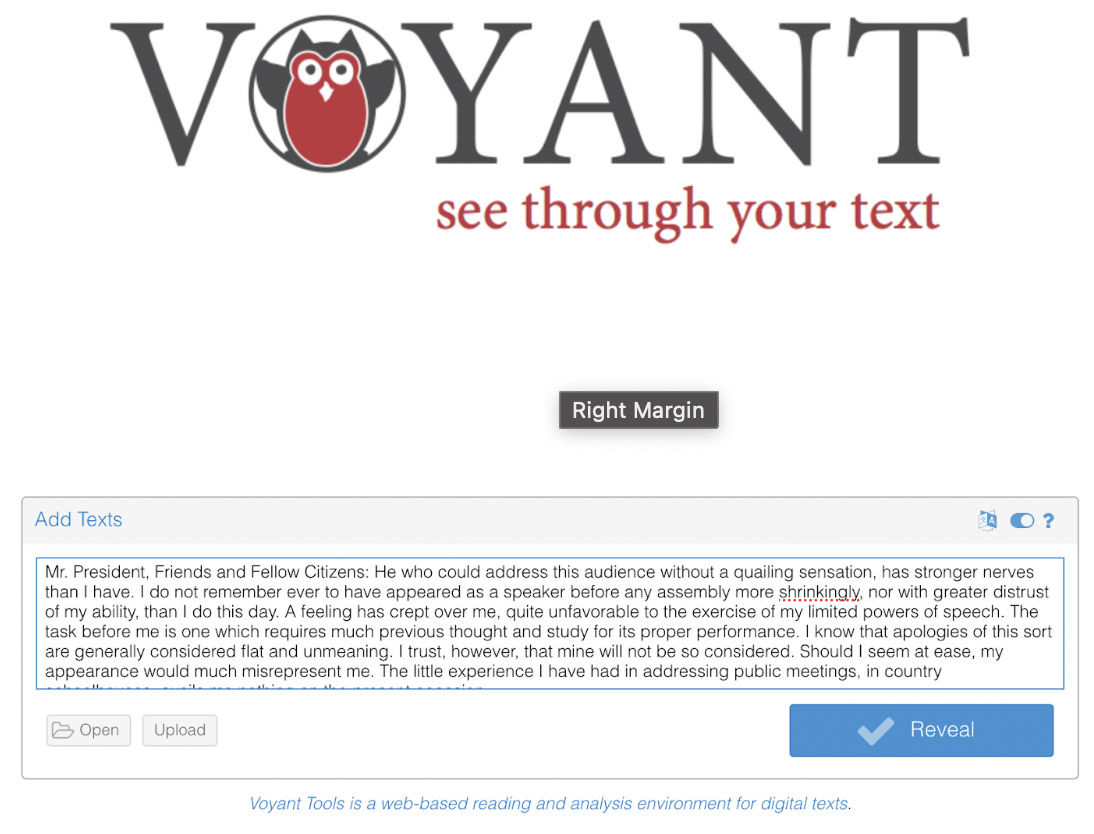 VOYANT
see through your text
Right Margin
Add Texts
?
Mr. President, Friends and Fellow Citizens: He who could address this audience without a quailing sensation, has stronger nerves
than I have. I do not remember ever to have appeared as a speaker before any assembly more shrinkingly, nor with greater distrust
of my ability, than I do this day. A feeling has crept over me, quite unfavorable to the exercise of my limited powers of speech. The
task before me is one which requires much previous thought and study for its proper performance. I know that apologies of this sort
are generally considered flat and unmeaning. I trust, however, that mine will not be so considered. Should I seem at ease, my
appearance would much misrepresent me. The little experience I have had in addressing public meetings, in country
Open
Upload
Reveal
Voyant Tools is a web-based reading and analysis environment for digital texts.